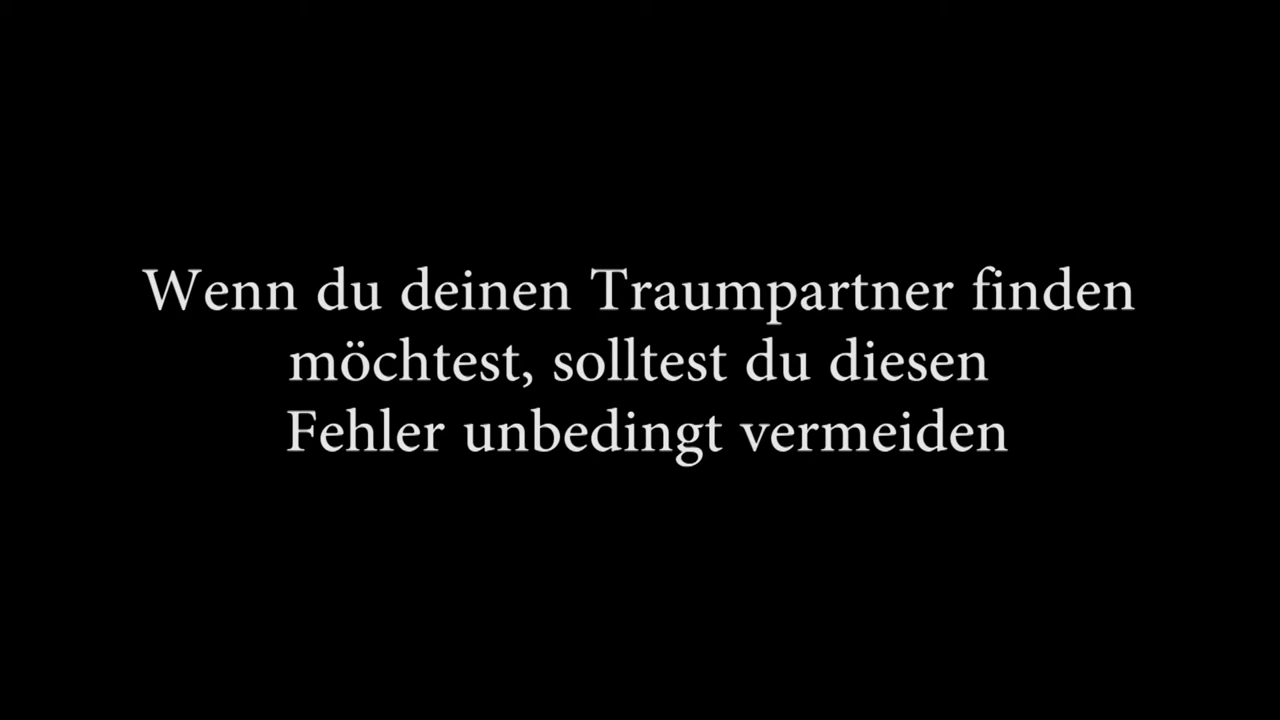 Wenn du deinen Traumpartner finden
möchtest, solltest du diesen
Fehler unbedingt vermeiden